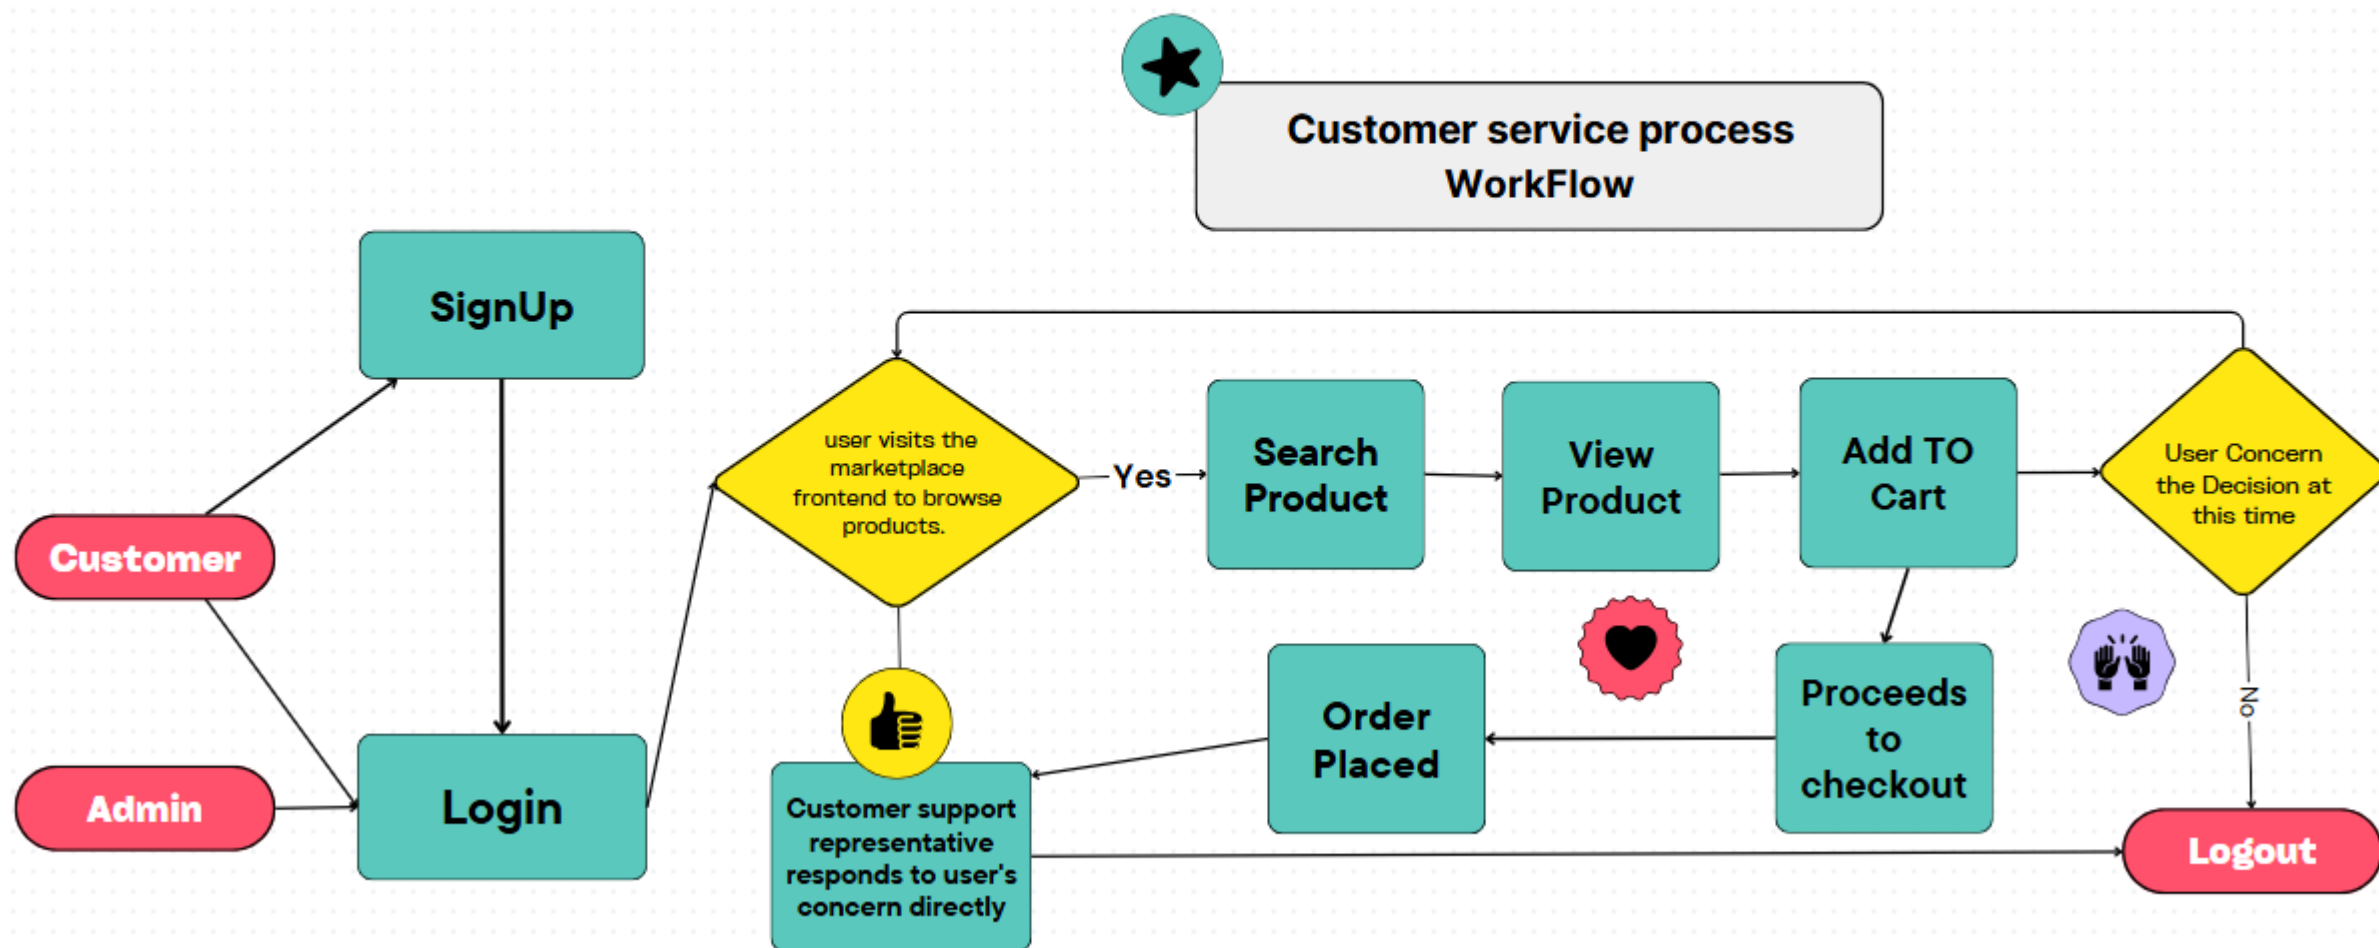 Customer service process
WorkFlow
SignUp
Customer
Admin
Login
user visits the
marketplace
frontend to browse
products.
Yes
Search
Product
View
Product
Add TO
Cart
User Concern
the Decision at
this time
No
Proceeds
to
checkout
Order
Placed
Customer support
representative
responds to user's
concern directly
Logout